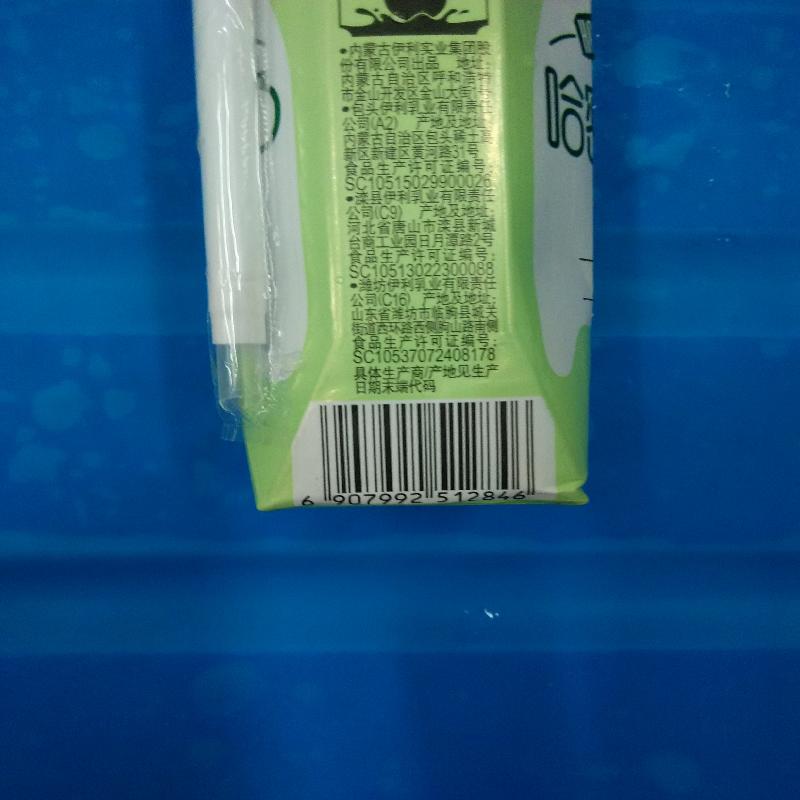 •内蒙古伊利实业集团股
份有限公司出品 地址:
内蒙古自治区呼和浩特
市金山开发区金山大街1号
•包头伊利乳业有限责任
公司(A2) 产地及地址:
内蒙古自治区包头稀土高
新区新建区黄河路31号
食品生产许可证编号:
SC10515029900026
•滦县伊利乳业有限责任
公司(C9) 产地及地址:
河北省唐山市滦县新城
台商工业园日月潭路2号
食品生产许可证编号:
SC10513022300088
•潍坊伊利乳业有限责任
公司(C16) 产地及地址:
山东省潍坊市临朐县城关
街道西环路西侧朐山路南侧
食品生产许可证编号:
SC10537072408178
具体生产商/产地见生产
日期末端代码
6 907992 512846